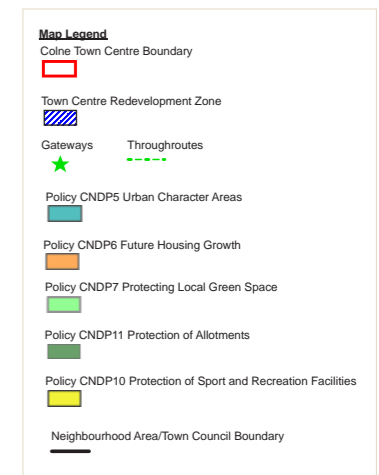 Map Legend
Colne Town Centre Boundary
Town Centre Redevelopment Zone
Gateways Throughroutes
Policy CNDP5 Urban Character Areas
Policy CNDP6 Future Housing Growth
Policy CNDP7 Protecting Local Green Space
Policy CNDP11 Protection of Allotments
Policy CNDP10 Protection of Sport and Recreation Facilities
Neighbourhood Area/Town Council Boundary